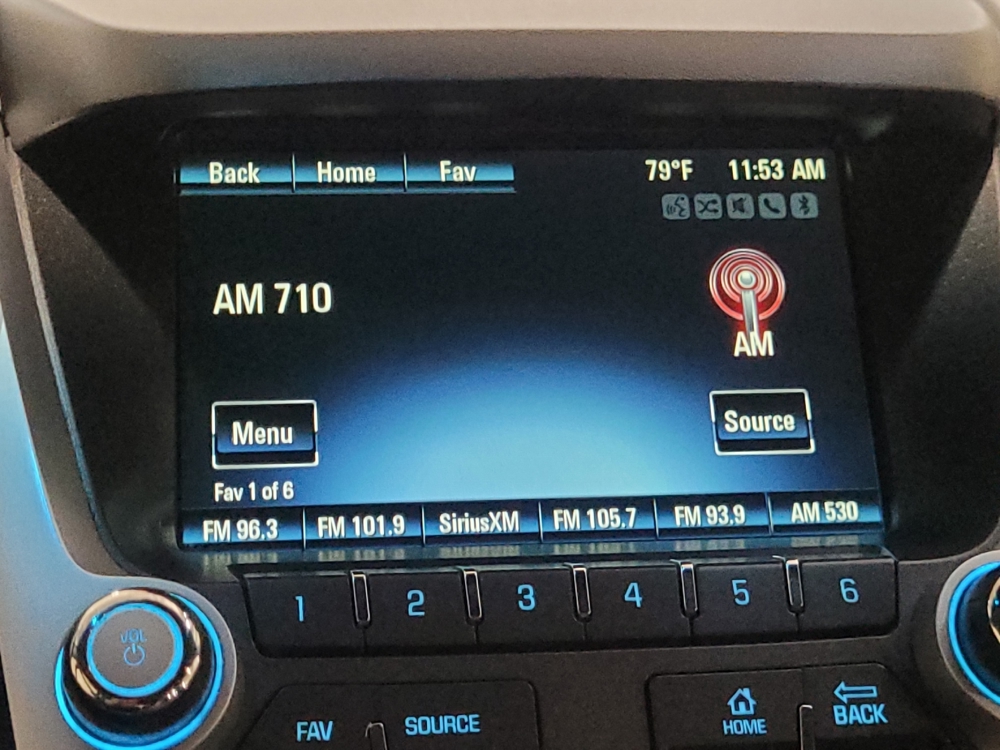 Back Home Fav 79°F 11:53 AM
AM 710
AM
Menu Source
Fav 1 of 6
FM 96.3 FM 101.9 SiriusXM FM 105.7 FM 93.9 AM 530
1 2 3 4 5 6
VOL
FAV SOURCE HOME BACK